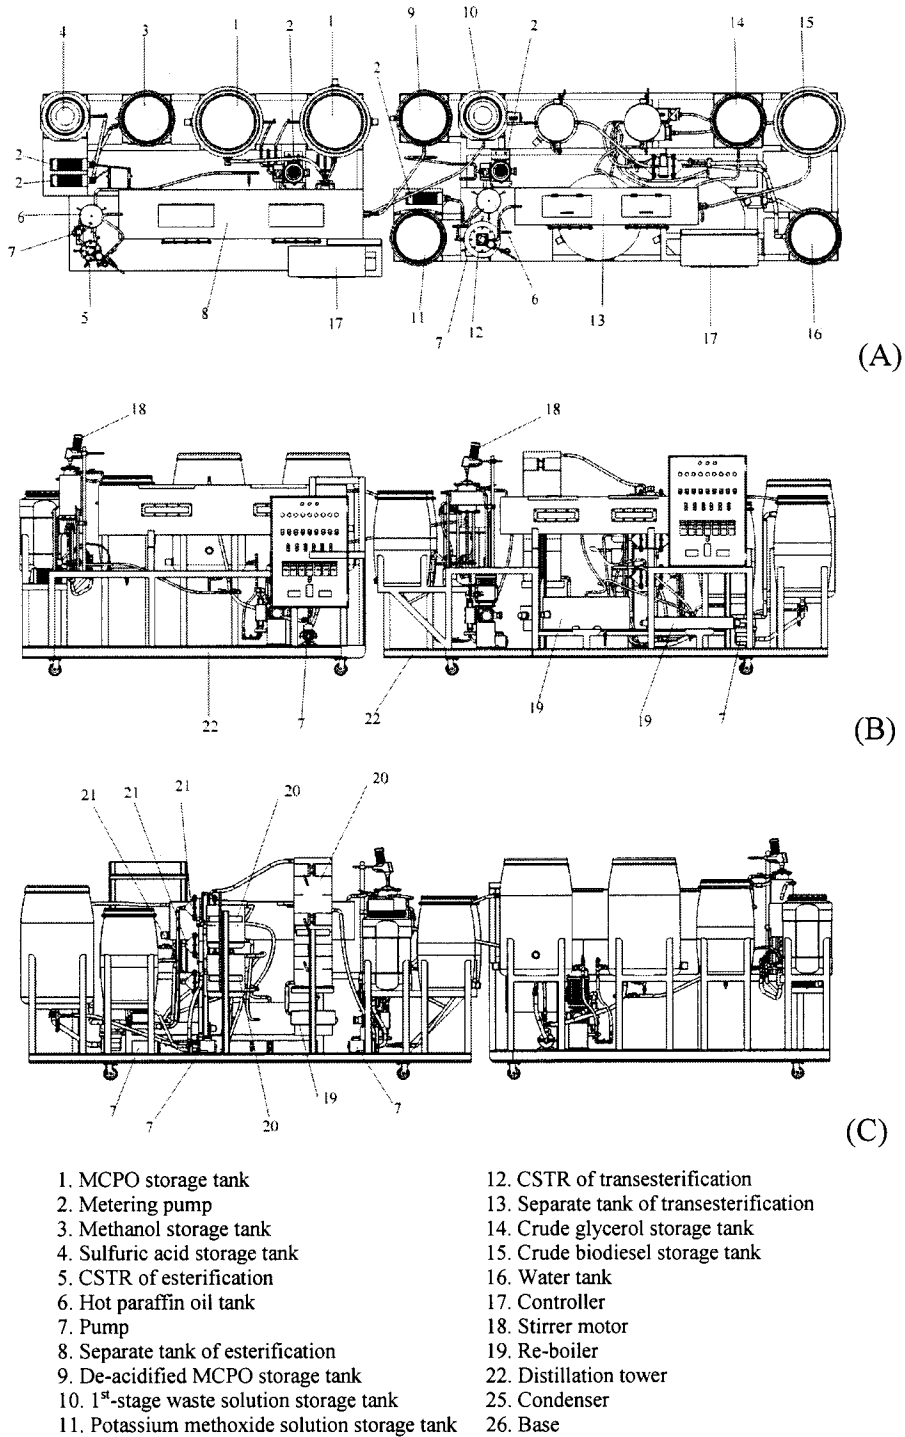 4 3 1 2 1 9 10 2 14 15
2
2
2
6
7
5 8 17 11 7 12 6 13 17 16
(A)
18 18
22 7 22 19 19 7
(B)
21 21 21 20 20
7 7 20 19 7
(C)
1. MCPO storage tank
2. Metering pump
3. Methanol storage tank
4. Sulfuric acid storage tank
5. CSTR of esterification
6. Hot paraffin oil tank
7. Pump
8. Separate tank of esterification
9. De-acidified MCPO storage tank
10. 1st-stage waste solution storage tank
11. Potassium methoxide solution storage tank
12. CSTR of transesterification
13. Separate tank of transesterification
14. Crude glycerol storage tank
15. Crude biodiesel storage tank
16. Water tank
17. Controller
18. Stirrer motor
19. Re-boiler
22. Distillation tower
25. Condenser
26. Base